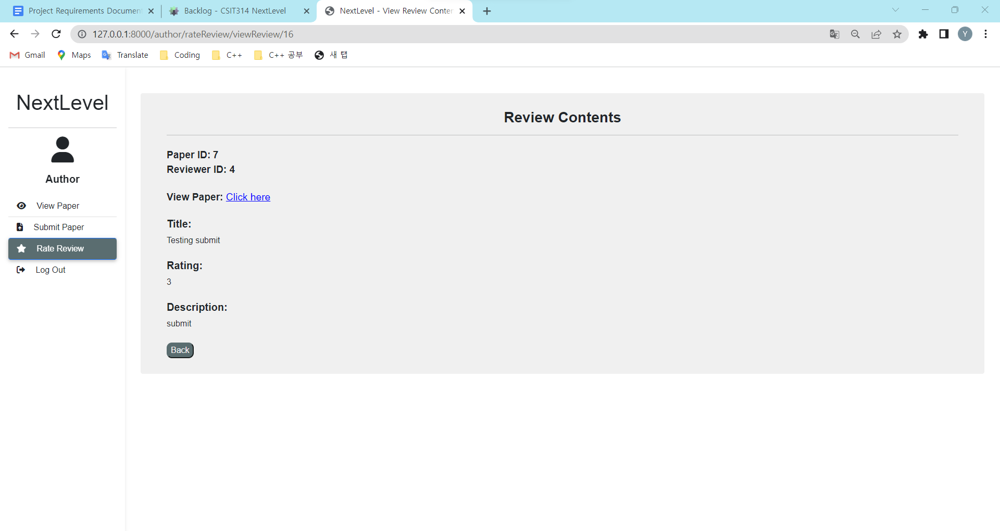 Project Requirements Documen
Backlog - CSIT314 NextLevel
NextLevel - View Review Conten
127.0.0.1:8000/author/rateReview/viewReview/16
Y
Gmail
Maps
Translate
Coding
C++
C++ 공부
새 탭
NextLevel
Author
View Paper
Submit Paper
Rate Review
Log Out
Review Contents
Paper ID: 7
Reviewer ID: 4
View Paper: Click here
Title:
Testing submit
Rating:
3
Description:
submit
Back